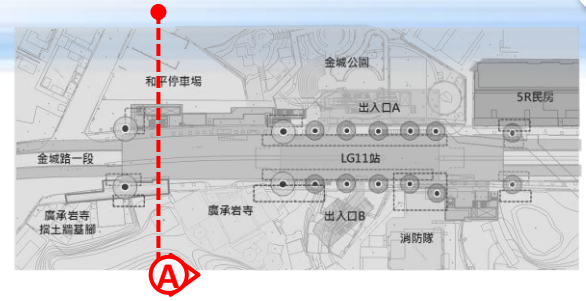 金城公園
和平停車場
5R民房
出入口A
金城路一段
LG11站
廣承岩寺
廣承岩寺
擋土牆基腳
出入口B
消防隊
A